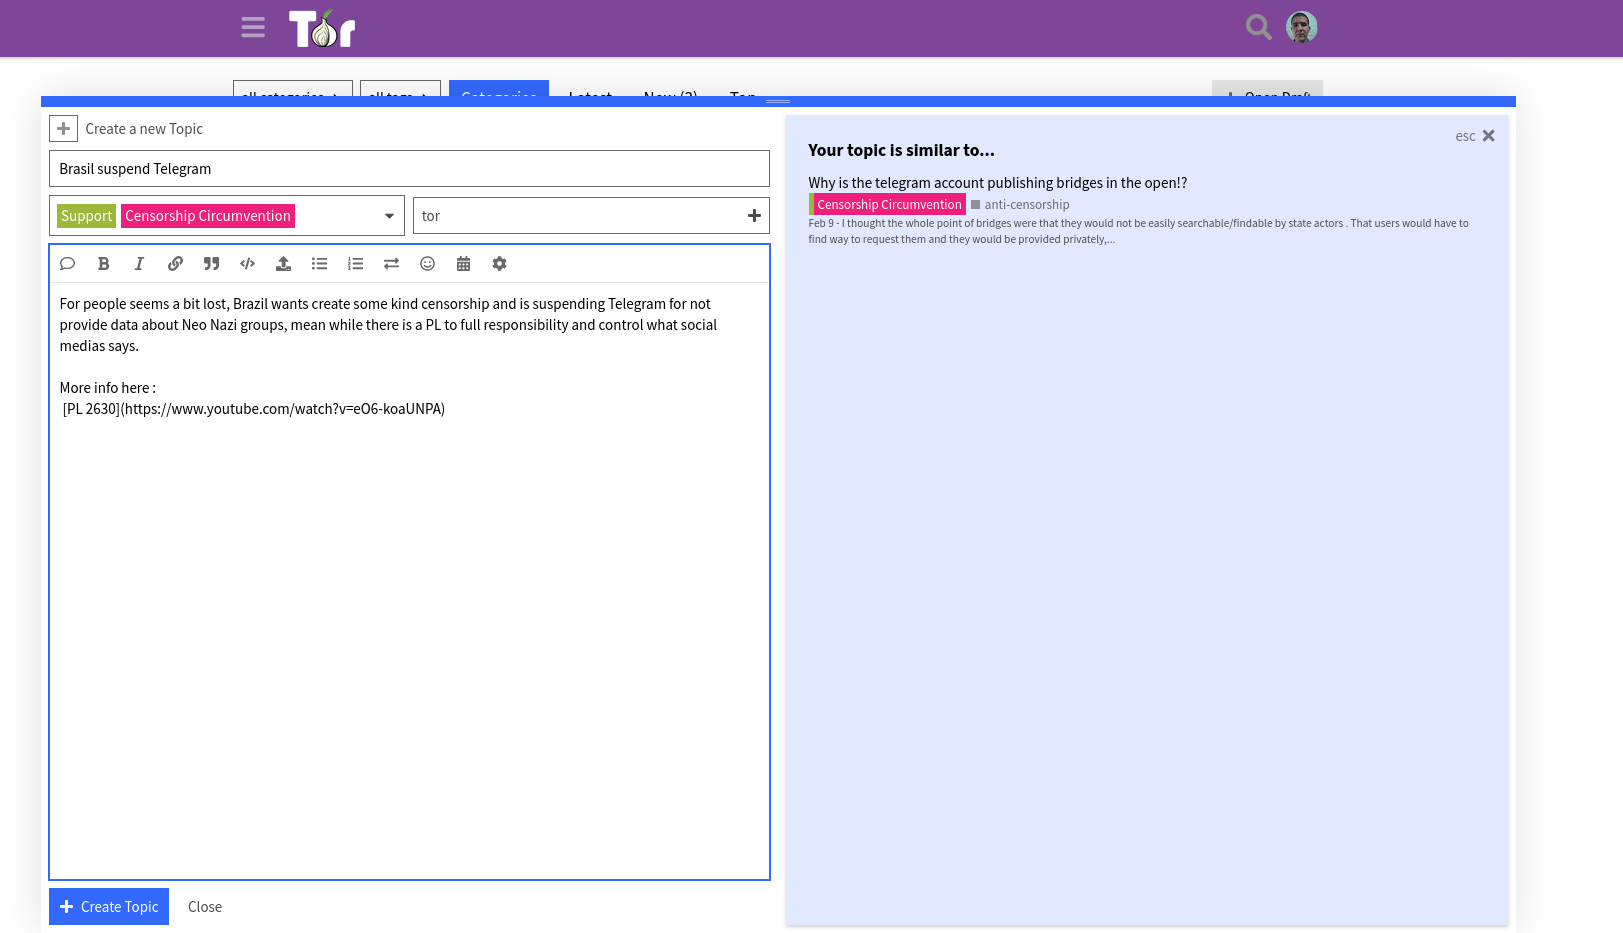 Tor
all categories
all tags
Categories
Latest
New (2)
Top
Open Draft
Create a new Topic
Brasil suspend Telegram
Support Censorship Circumvention
tor
For people seems a bit lost, Brazil wants create some kind censorship and is suspending Telegram for not
provide data about Neo Nazi groups, mean while there is a PL to full responsibility and control what social
medias says.
More info here :
[PL 2630](https://www.youtube.com/watch?v=eO6-koaUNPA)
+ Create Topic
Close
esc
Your topic is similar to...
Why is the telegram account publishing bridges in the open!?
Censorship Circumvention anti-censorship
Feb 9 - I thought the whole point of bridges were that they would not be easily searchable/findable by state actors . That users would have to
find way to request them and they would be provided privately,...